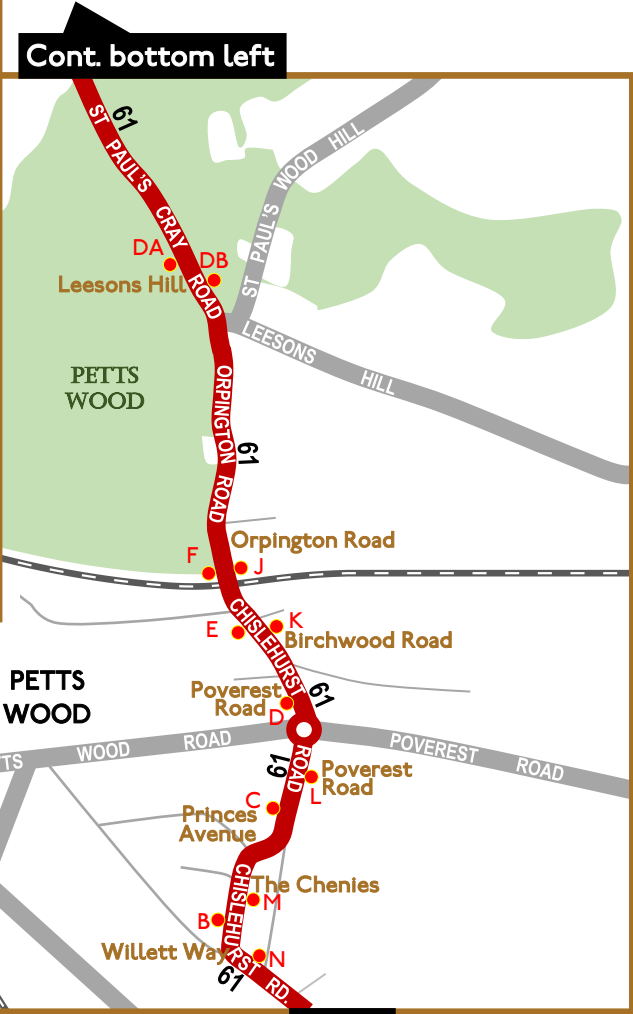 Cont. bottom left
61
ST PAUL'S CRAY ROAD
ST PAUL'S WOOD HILL
DA
DB
Leesons Hill
LEESONS HILL
PETTS
WOOD
ORPINGTON ROAD
61
Orpington Road
F
J
CHISLEHURST ROAD
K
E
Birchwood Road
PETTS
WOOD
61
Poverest
Road
D
TTS WOOD ROAD
POVEREST ROAD
61
Poverest
Road
L
C
Princes
Avenue
The Chenies
M
B
CHISLEHURST RD.
Willett Way
N
61